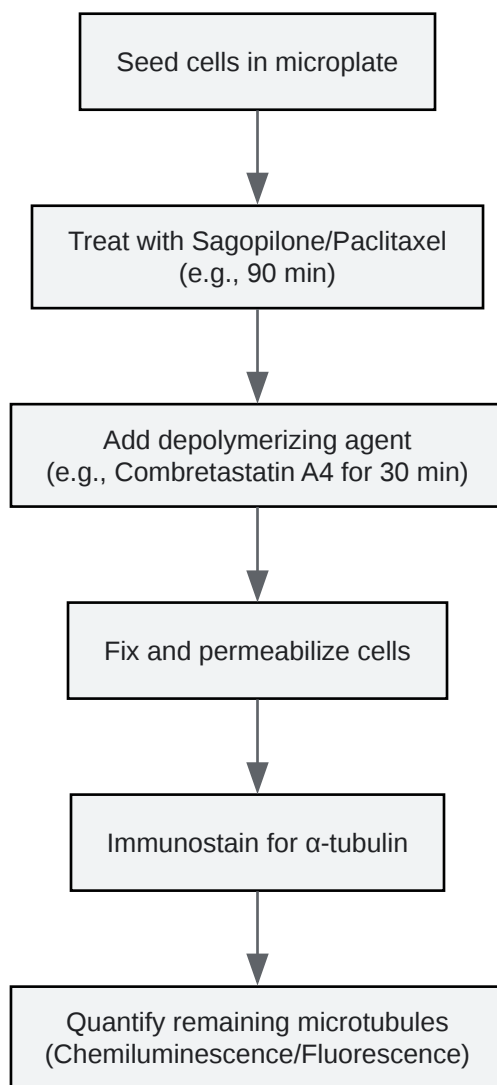 Seed cells in microplate
Treat with Sagopilone/Paclitaxel
(e.g., 90 min)
Add depolymerizing agent
(e.g., Combretastatin A4 for 30 min)
Fix and permeabilize cells
Immunostain for α-tubulin
Quantify remaining microtubules
(Chemiluminescence/Fluorescence)